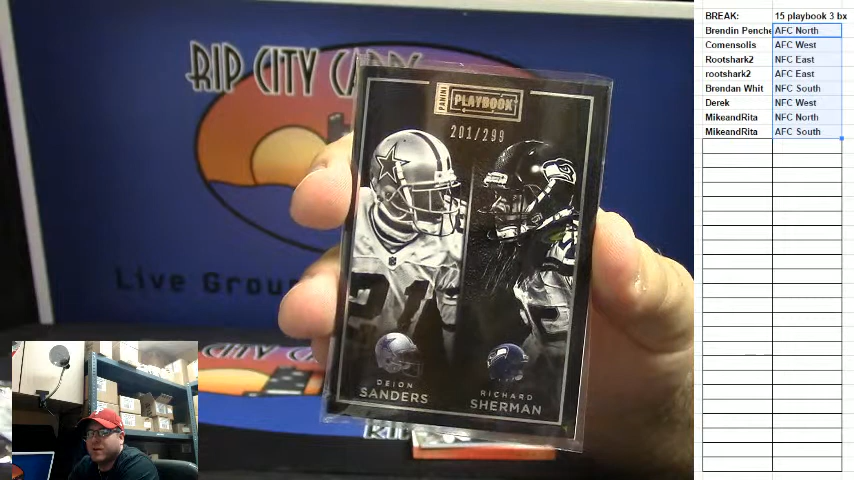 RIP CITY CARDS
Live Grou
PANINI PLAYBOOK
201/299
21
DEION
SANDERS
RICHARD
SHERMAN
BREAK: 15 playbook 3 bx
Brendin Penche AFC North
Comensolis AFC West
Rootshark2 NFC East
rootshark2 AFC East
Brendan Whit NFC South
Derek NFC West
MikeandRita NFC North
MikeandRita AFC South